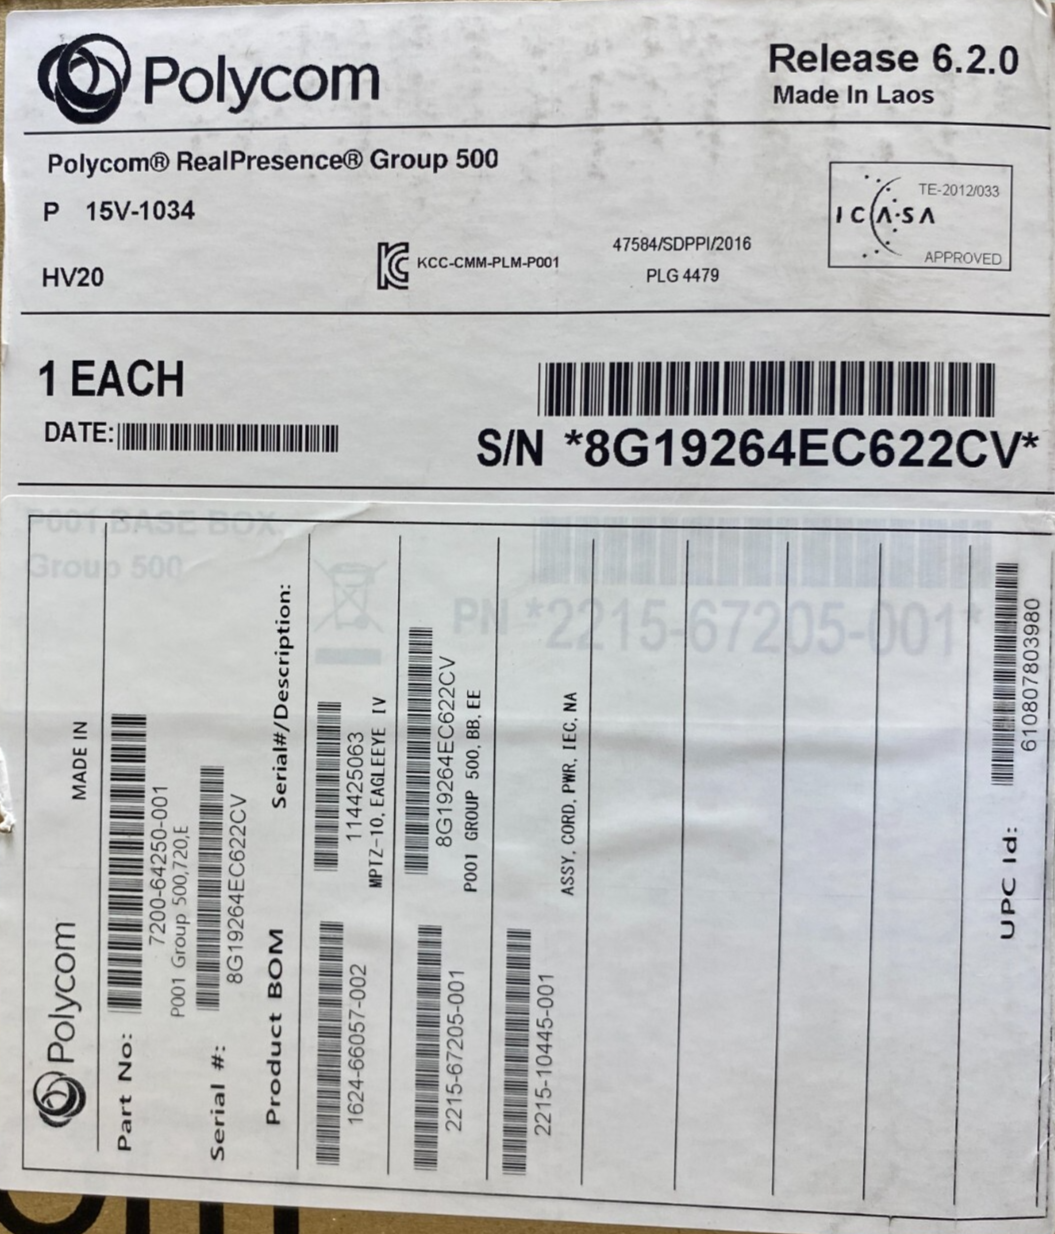 Polycom
Release 6.2.0
Made In Laos
Polycom® RealPresence® Group 500
P 15V-1034
HV20
KCC-CMM-PLM-P001
47584/SDPPI/2016
PLG 4479
TE-2012/033
ICASA
APPROVED
1 EACH
DATE:
S/N *8G19264EC622CV*
P001,BASE BOX,
Group 500
PN *2215-67205-001*
Polycom
MADE IN
Part No:
7200-64250-001
P001 Group 500,720,E
Serial #:
8G19264EC622CV
Product BOM
Serial#/Description:
1624-66057-002
114425063
MPTZ-10, EAGLEEYE IV
2215-67205-001
8G19264EC622CV
P001 GROUP 500, BB, EE
2215-10445-001
ASSY, CORD, PWR, IEC, NA
UPC Id:
610807803980